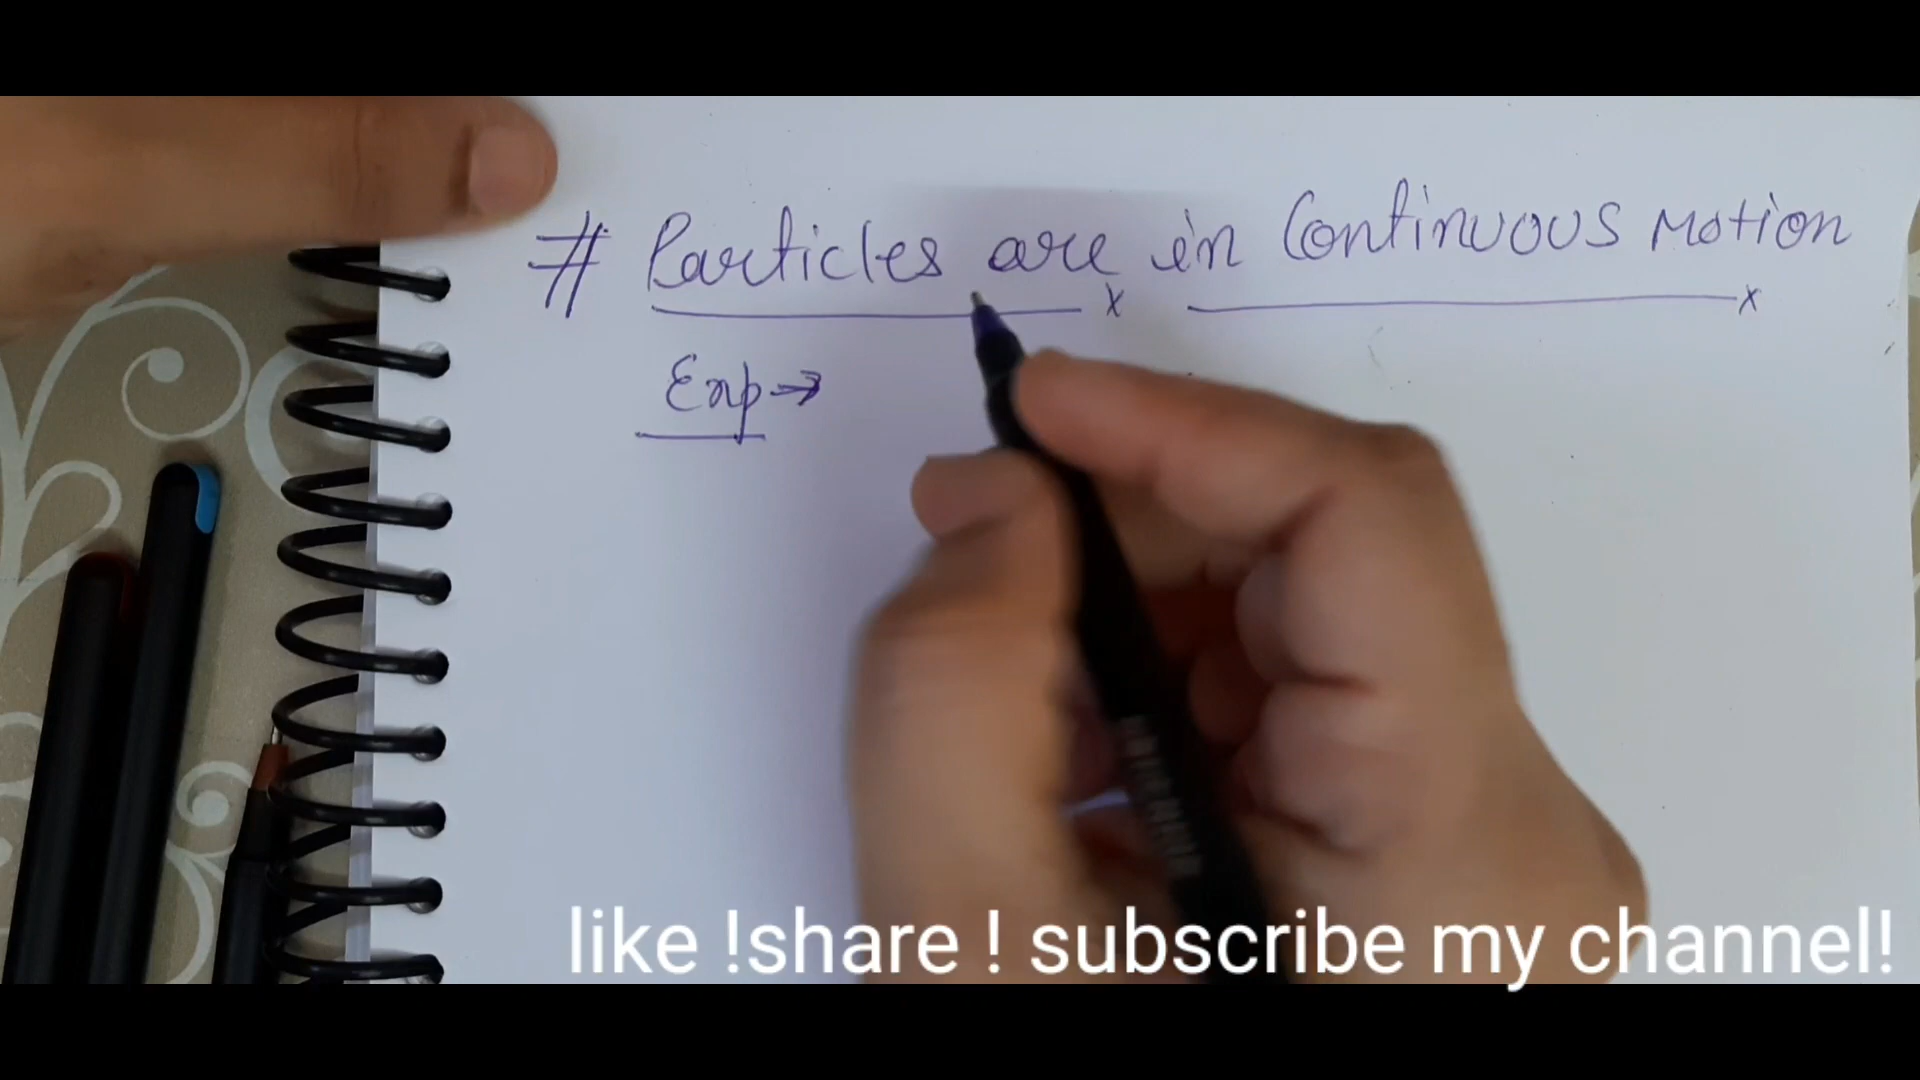 # Particles are in Continuous Motion
Exp →
like !share ! subscribe my channel!